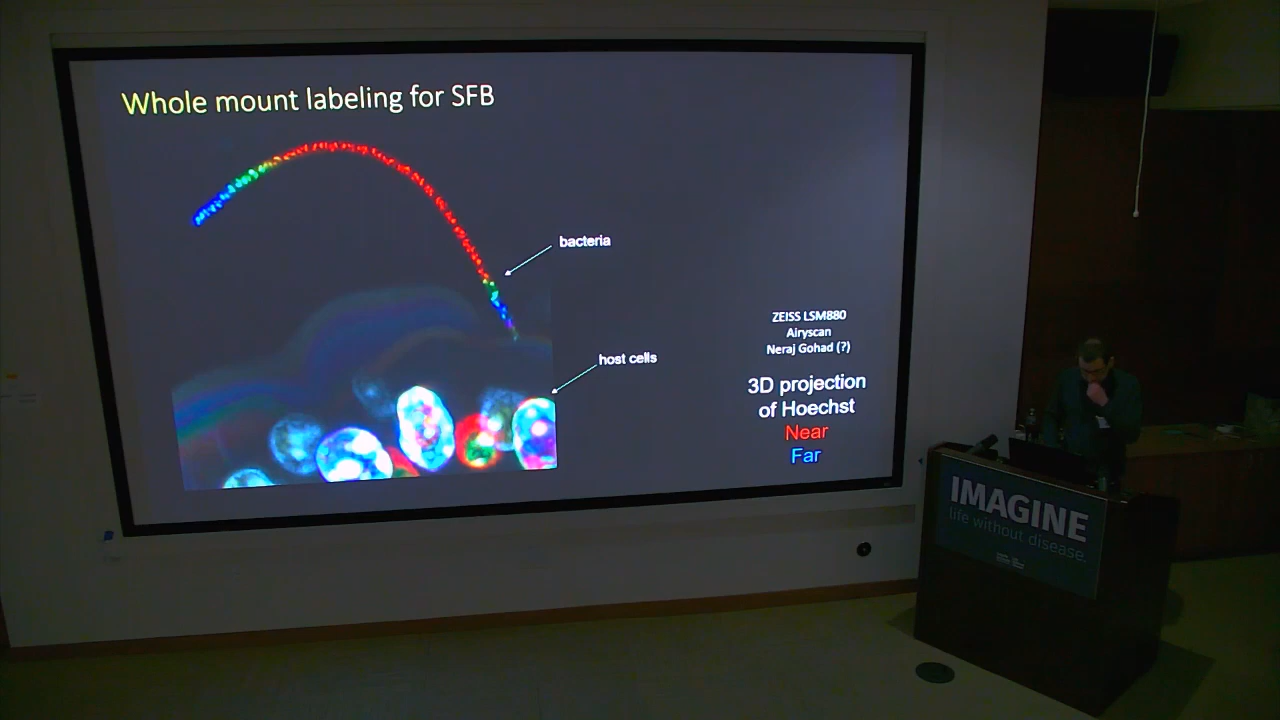 Whole mount labeling for SFB
bacteria
host cells
ZEISS LSM880
Airyscan
Neraj Gohad (?)
3D projection
of Hoechst
Near
Far
IMAGINE
life without disease.